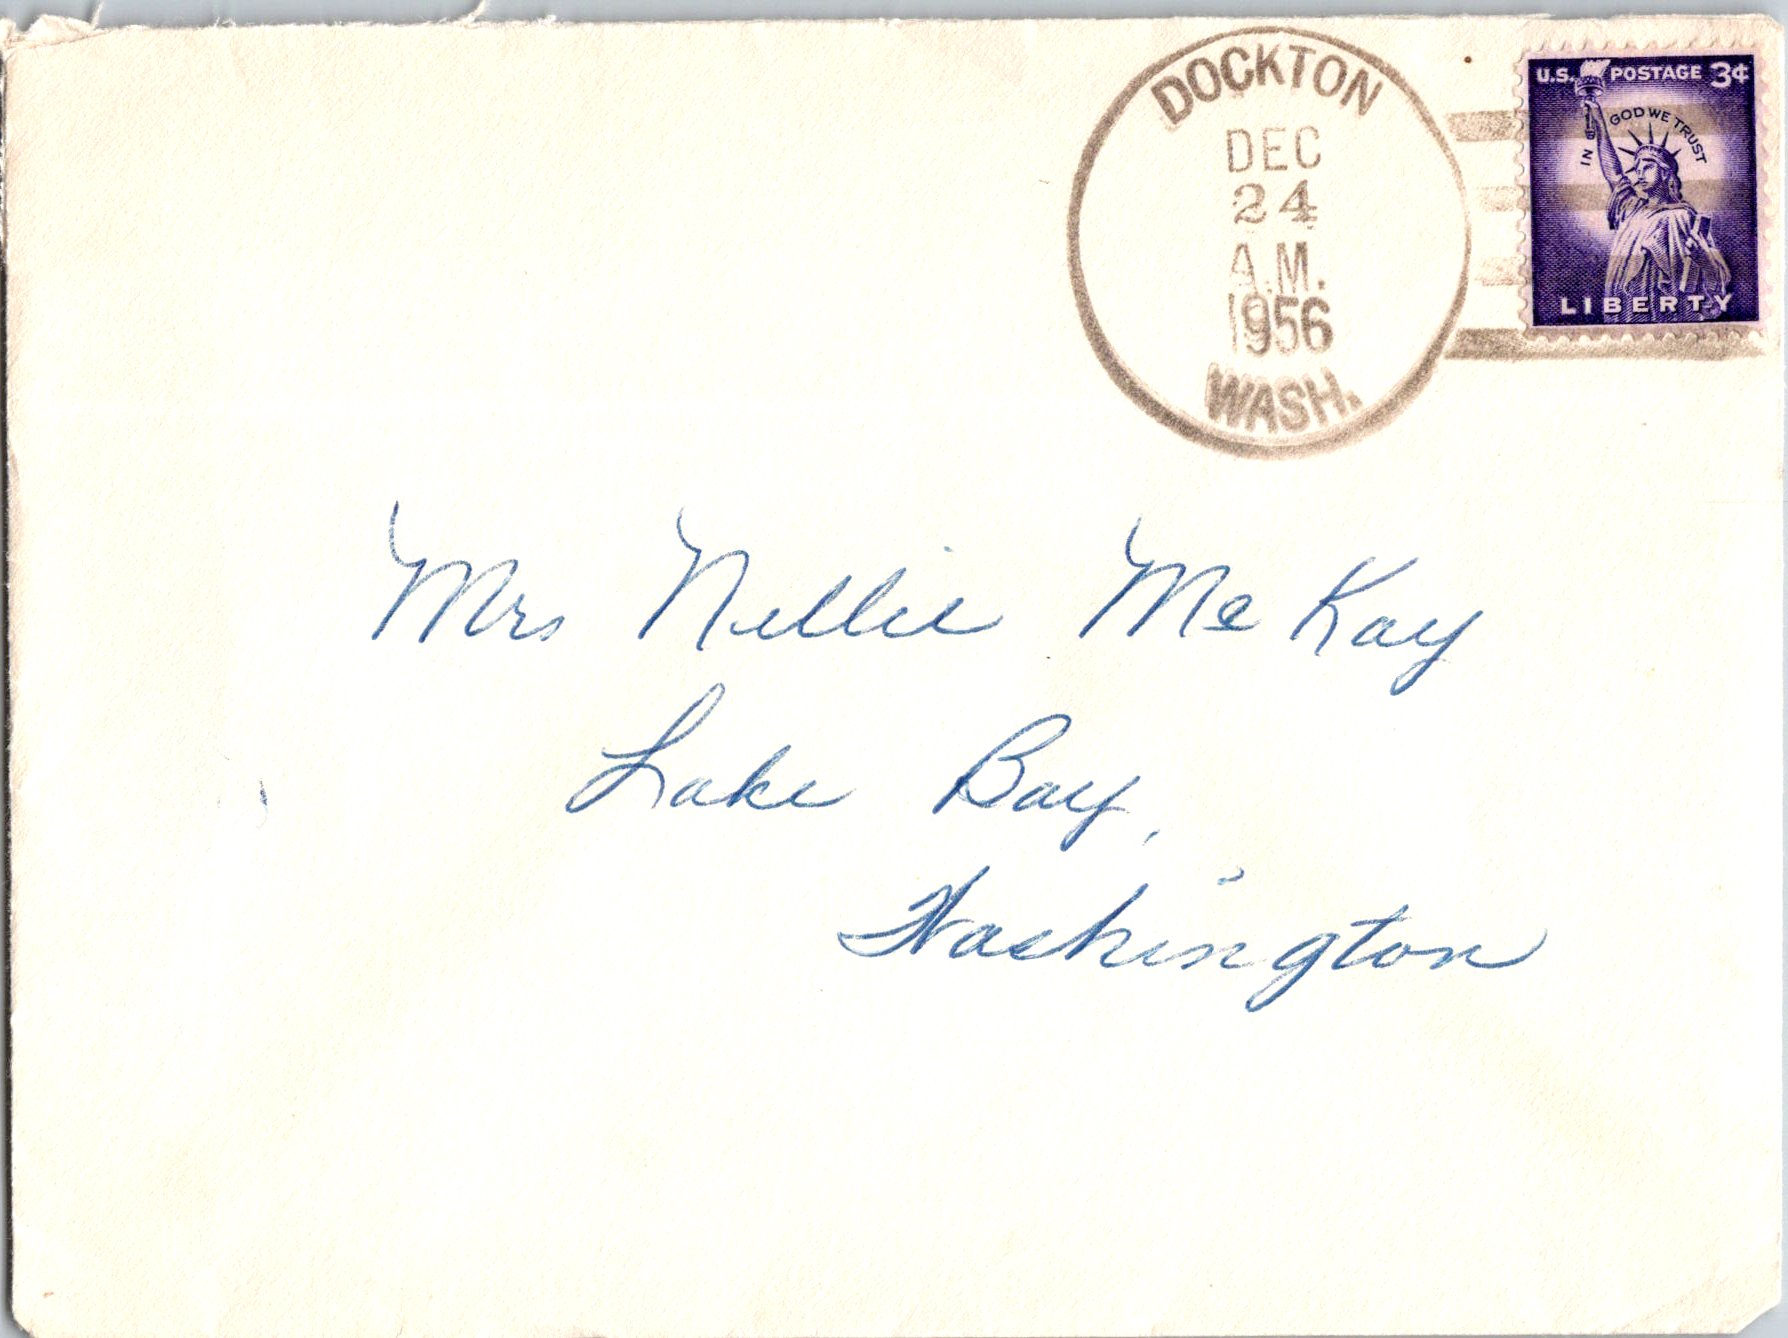 DOCKTON
DEC
24
A.M.
1956
WASH.
U.S. POSTAGE 3¢
IN GOD WE TRUST
LIBERTY
Mrs Nellie McKay
Lake Bay,
Washington